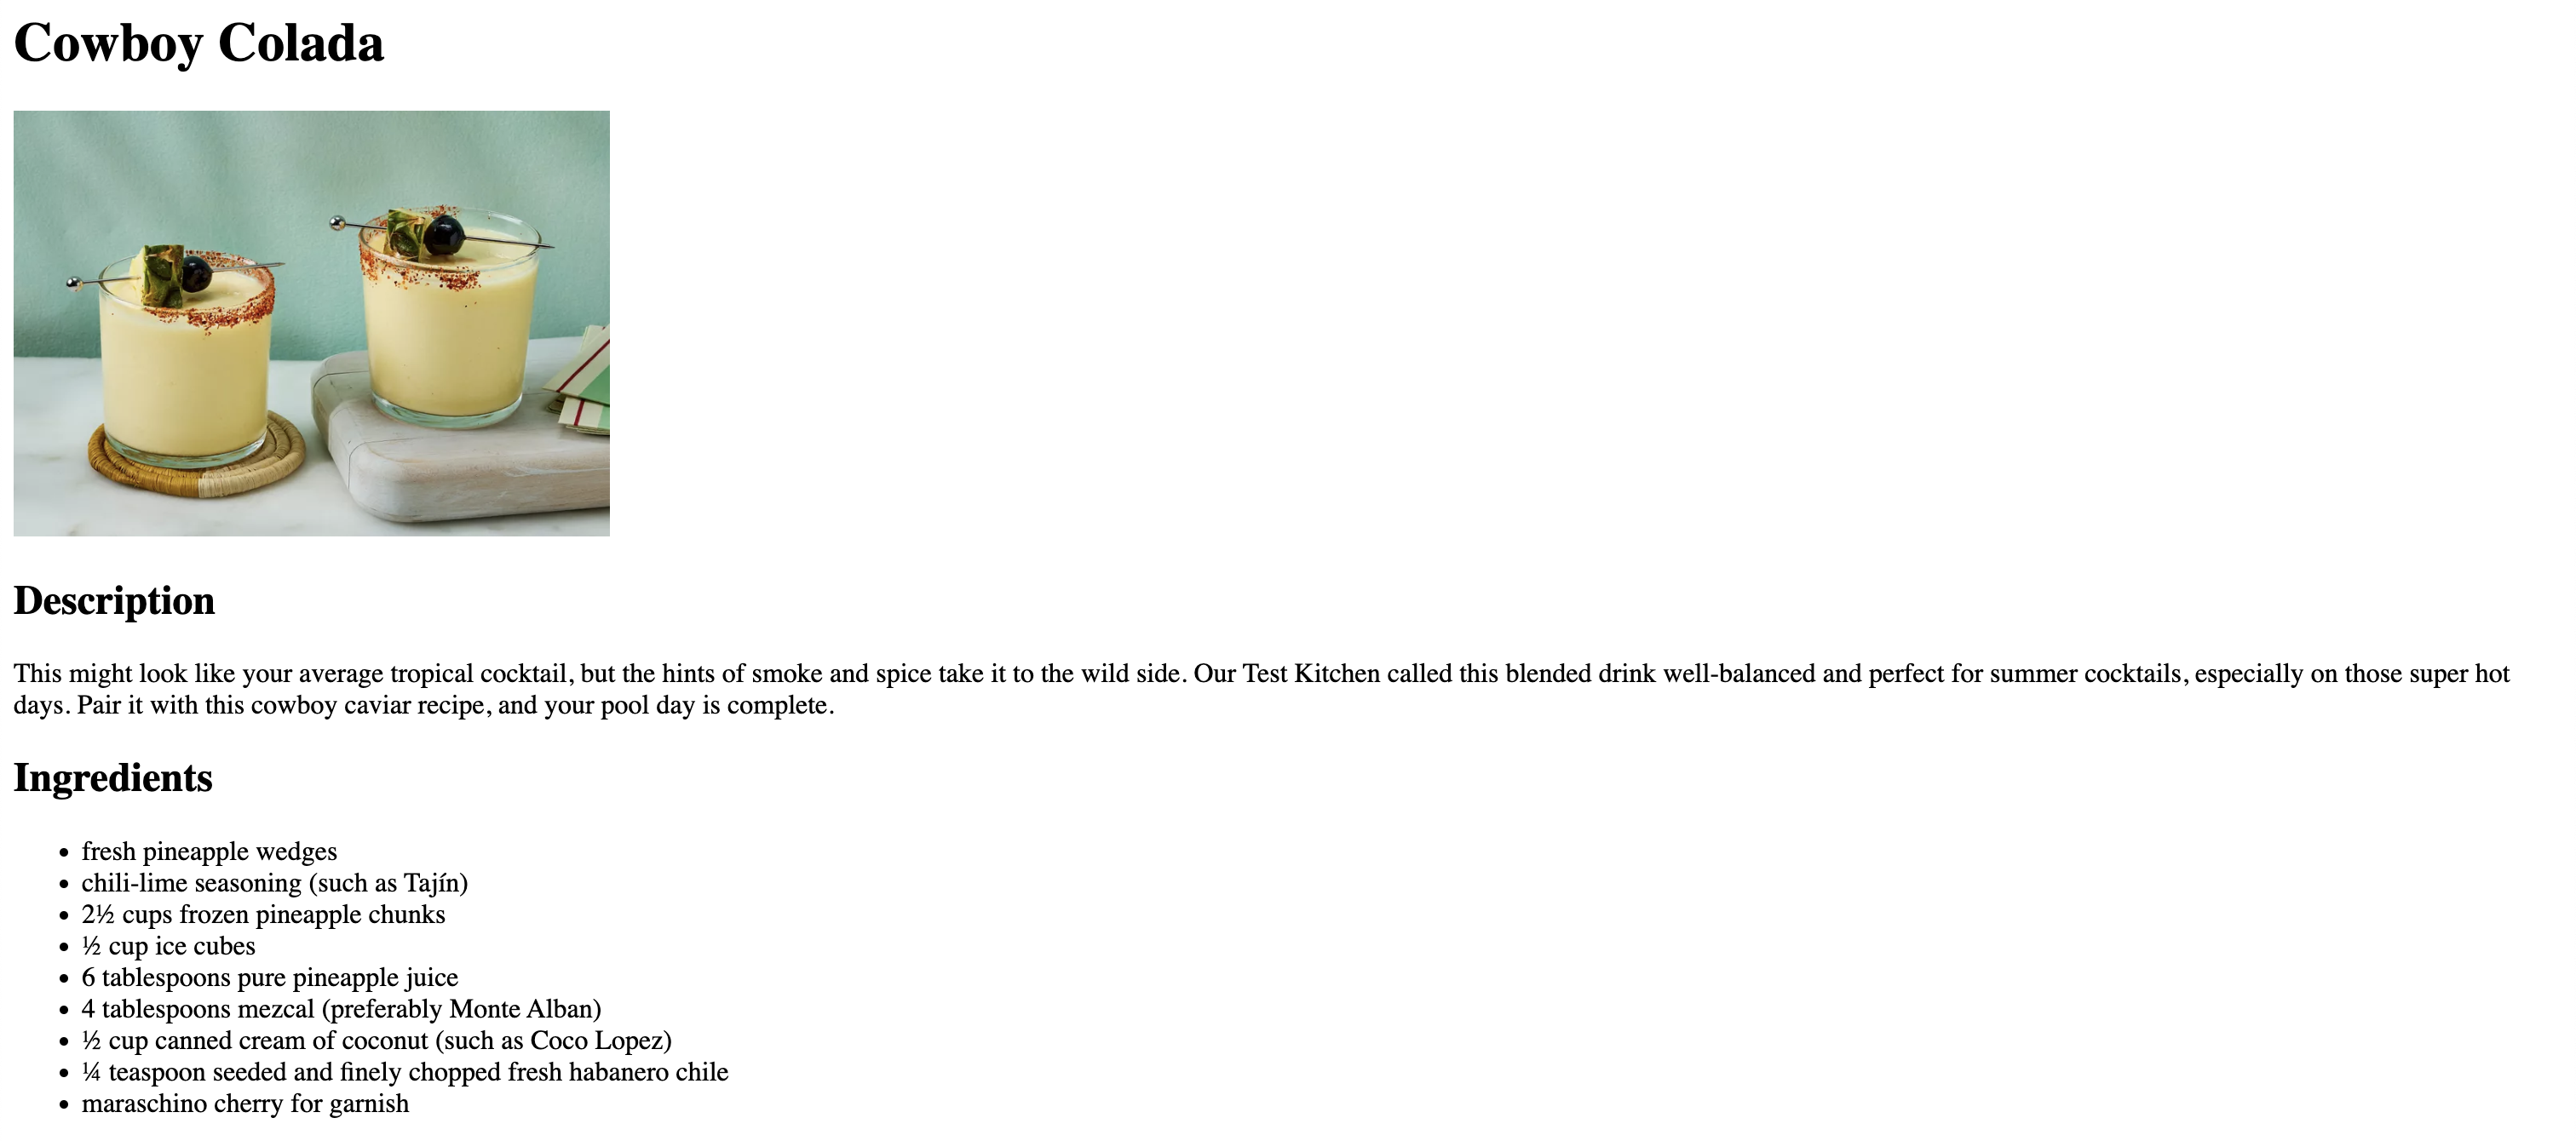 Cowboy Colada
Description
This might look like your average tropical cocktail, but the hints of smoke and spice take it to the wild side. Our Test Kitchen called this blended drink well-balanced and perfect for summer cocktails, especially on those super hot
days. Pair it with this cowboy caviar recipe, and your pool day is complete.
Ingredients
• fresh pineapple wedges
• chili-lime seasoning (such as Tajín)
• 2½ cups frozen pineapple chunks
• ½ cup ice cubes
• 6 tablespoons pure pineapple juice
• 4 tablespoons mezcal (preferably Monte Alban)
• ½ cup canned cream of coconut (such as Coco Lopez)
• ¼ teaspoon seeded and finely chopped fresh habanero chile
• maraschino cherry for garnish